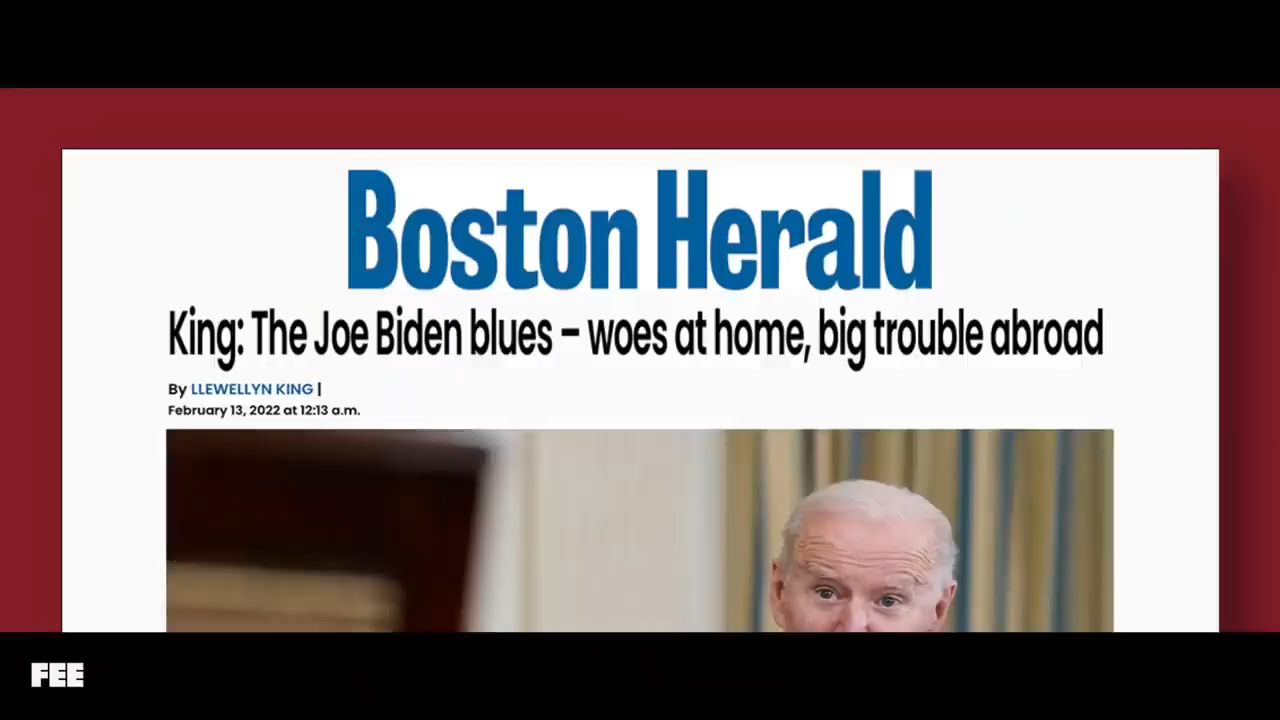 Boston Herald
King: The Joe Biden blues – woes at home, big trouble abroad
By LLEWELLYN KING |
February 13, 2022 at 12:13 a.m.
FEE